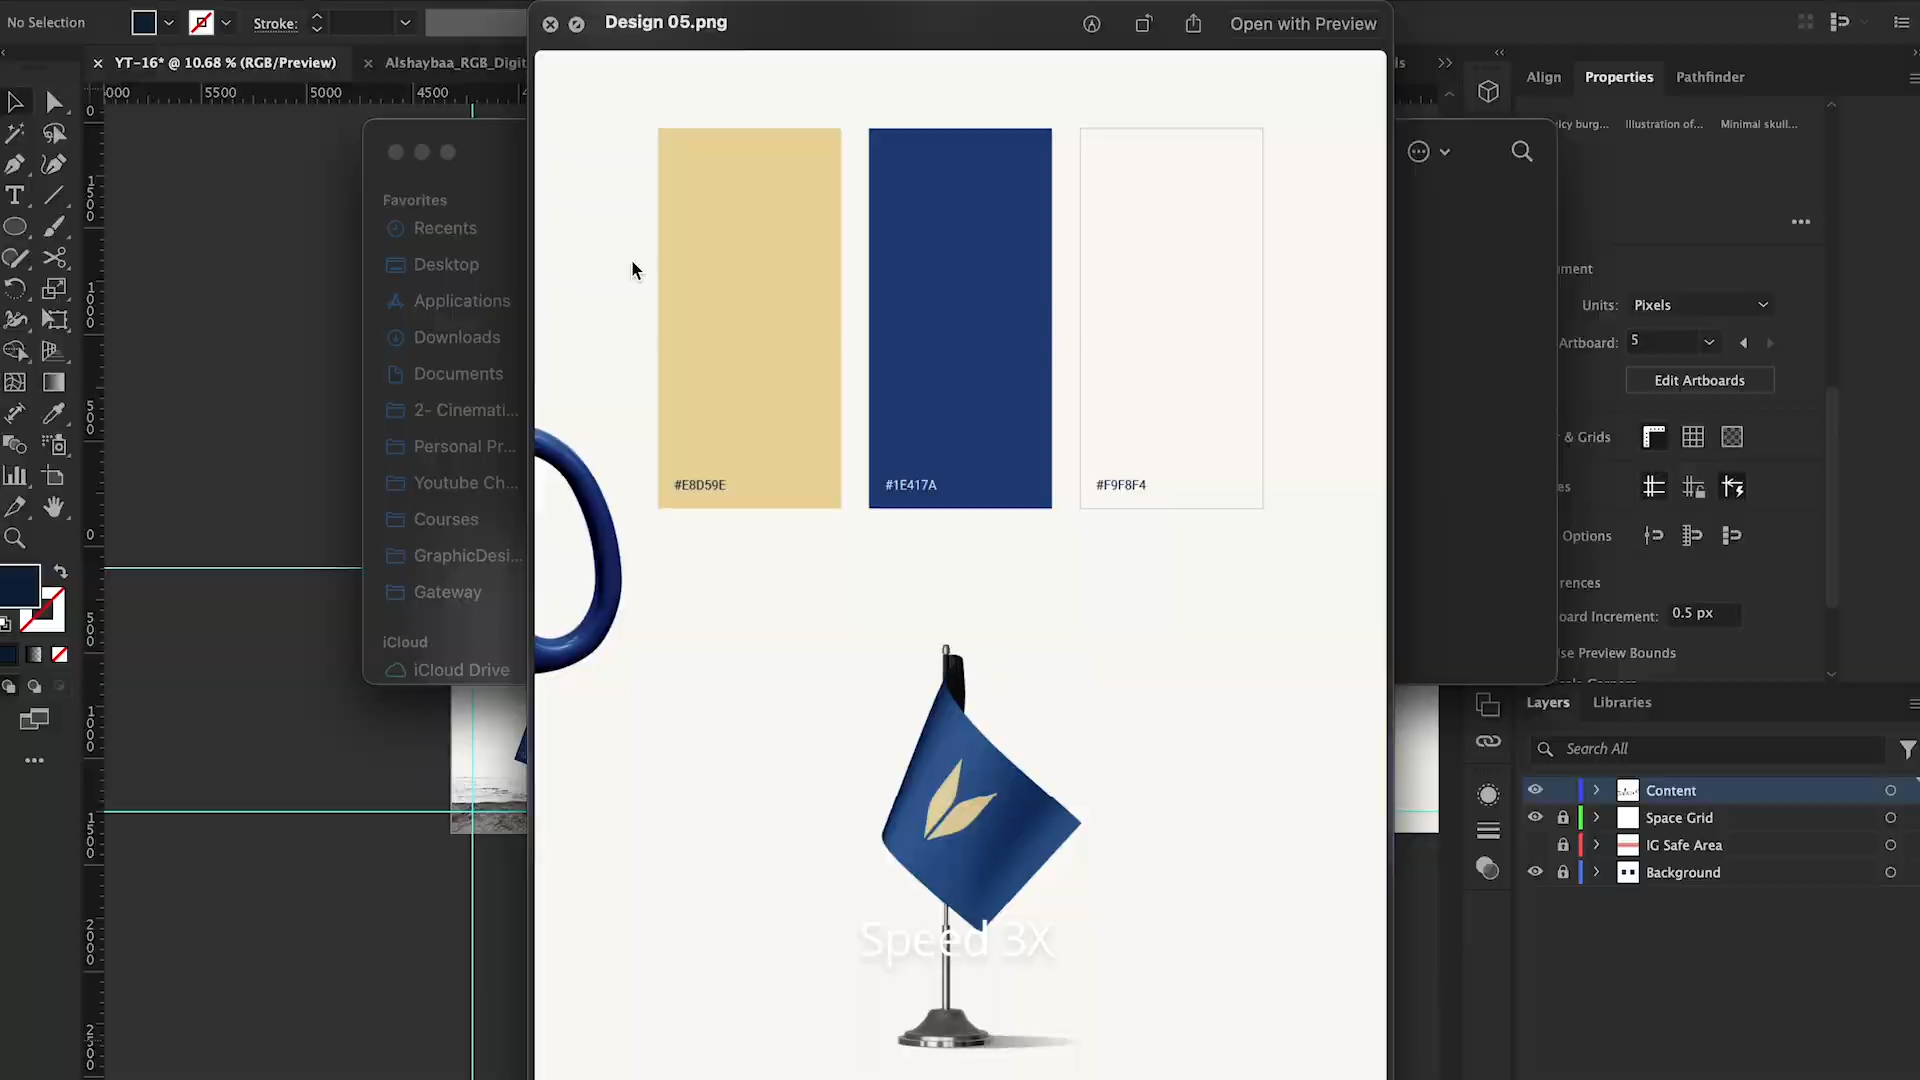 No Selection
Stroke:
Design 05.png
Open with Preview
YT-16* @ 10.68 % (RGB/Preview)
Alshaybaa_RGB_Digit
Align
Properties
Pathfinder
5500
5000
4500
icy burg...
Illustration of...
Minimal skull...
Favorites
Recents
Desktop
Applications
Downloads
Documents
2- Cinemati...
Personal Pr...
Youtube Ch...
Courses
GraphicDesi...
Gateway
iCloud
iCloud Drive
#E8D59E
#1E417A
#F9F8F4
Speed 3X
ment
Units:
Pixels
Artboard:
5
Edit Artboards
& Grids
es
Options
rences
oard Increment:
0.5 px
se Preview Bounds
Layers
Libraries
Search All
Content
Space Grid
IG Safe Area
Background